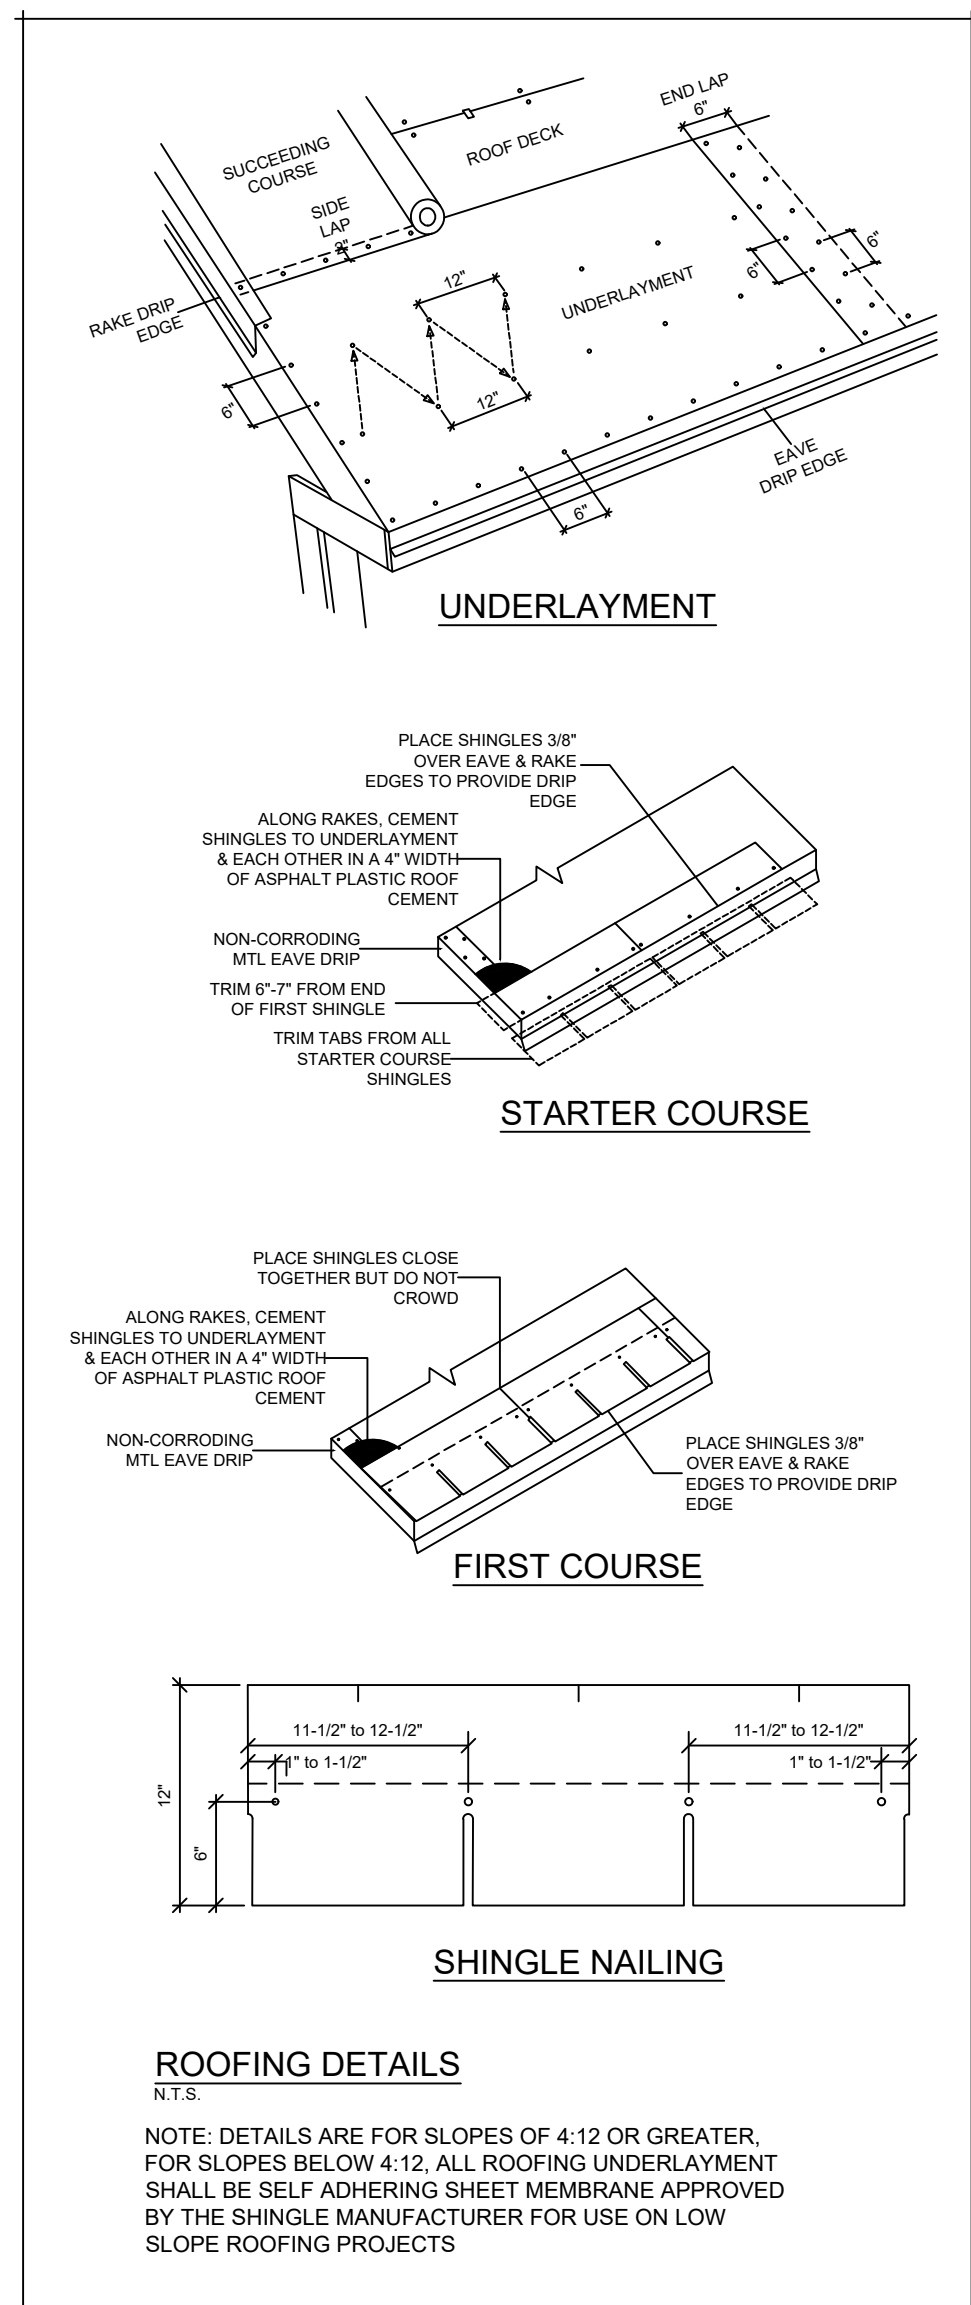 END LAP
6"
SUCCEEDING
COURSE
ROOF DECK
SIDE
LAP
2"
12"
UNDERLAYMENT
6"
6"
RAKE DRIP
EDGE
12"
6"
EAVE
DRIP EDGE
6"
UNDERLAYMENT
PLACE SHINGLES 3/8"
OVER EAVE & RAKE
EDGES TO PROVIDE DRIP
EDGE
ALONG RAKES, CEMENT
SHINGLES TO UNDERLAYMENT
& EACH OTHER IN A 4" WIDTH
OF ASPHALT PLASTIC ROOF
CEMENT
NON-CORRODING
MTL EAVE DRIP
TRIM 6"-7" FROM END
OF FIRST SHINGLE
TRIM TABS FROM ALL
STARTER COURSE
SHINGLES
STARTER COURSE
PLACE SHINGLES CLOSE
TOGETHER BUT DO NOT
CROWD
ALONG RAKES, CEMENT
SHINGLES TO UNDERLAYMENT
& EACH OTHER IN A 4" WIDTH
OF ASPHALT PLASTIC ROOF
CEMENT
NON-CORRODING
MTL EAVE DRIP
PLACE SHINGLES 3/8"
OVER EAVE & RAKE
EDGES TO PROVIDE DRIP
EDGE
FIRST COURSE
11-1/2" to 12-1/2"
11-1/2" to 12-1/2"
1" to 1-1/2"
1" to 1-1/2"
12"
6"
SHINGLE NAILING
ROOFING DETAILS
N.T.S.
NOTE: DETAILS ARE FOR SLOPES OF 4:12 OR GREATER,
FOR SLOPES BELOW 4:12, ALL ROOFING UNDERLAYMENT
SHALL BE SELF ADHERING SHEET MEMBRANE APPROVED
BY THE SHINGLE MANUFACTURER FOR USE ON LOW
SLOPE ROOFING PROJECTS